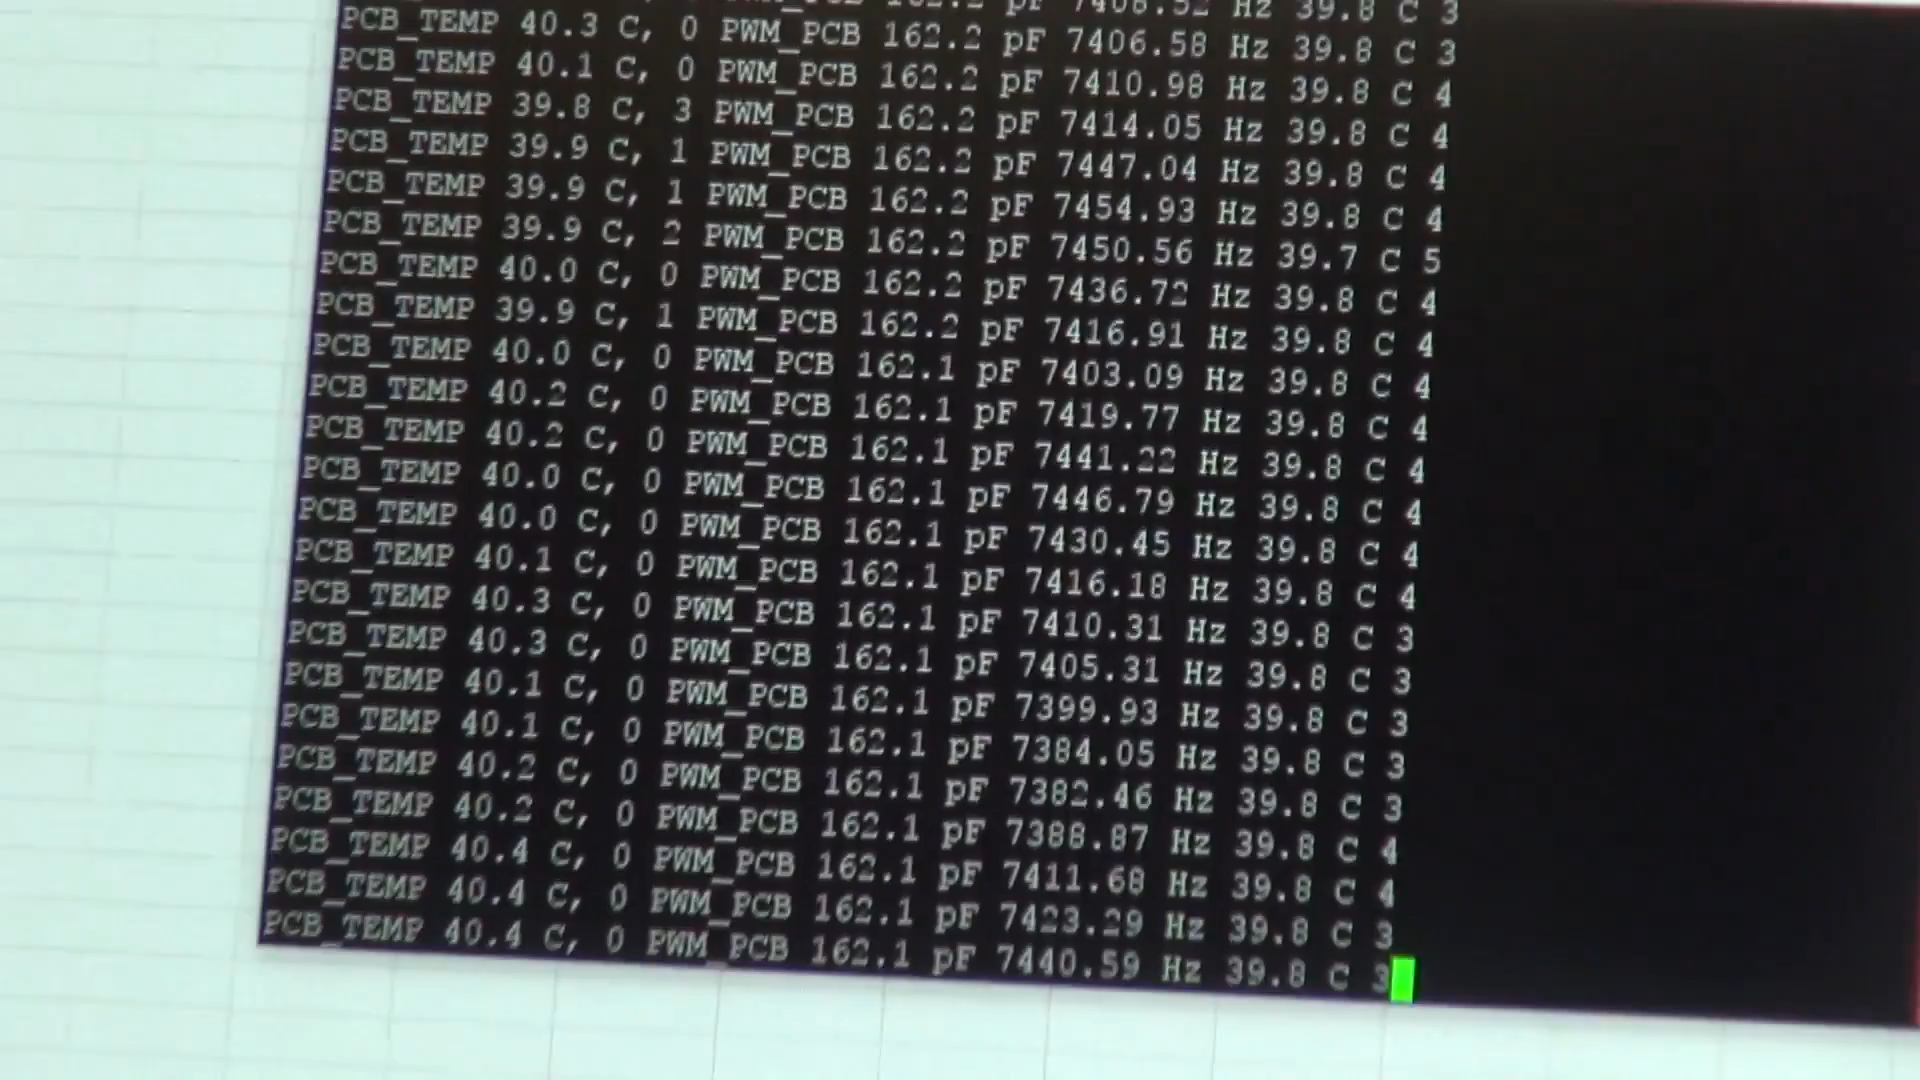 Hz 39.8 C 3
PCB_TEMP 40.3 C, 0 PWM_PCB 162.2 pF 7406.58 Hz 39.8 C 3
PCB_TEMP 40.1 C, 0 PWM_PCB 162.2 pF 7410.98 Hz 39.8 C 4
PCB_TEMP 39.8 C, 3 PWM_PCB 162.2 pF 7414.05 Hz 39.8 C 4
PCB_TEMP 39.9 C, 1 PWM_PCB 162.2 pF 7447.04 Hz 39.8 C 4
PCB_TEMP 39.9 C, 1 PWM_PCB 162.2 pF 7454.93 Hz 39.8 C 4
PCB_TEMP 39.9 C, 2 PWM_PCB 162.2 pF 7450.56 Hz 39.7 C 5
PCB_TEMP 40.0 C, 0 PWM_PCB 162.2 pF 7436.72 Hz 39.8 C 4
PCB_TEMP 39.9 C, 1 PWM_PCB 162.2 pF 7416.91 Hz 39.8 C 4
PCB_TEMP 40.0 C, 0 PWM_PCB 162.1 pF 7403.09 Hz 39.8 C 4
PCB_TEMP 40.2 C, 0 PWM_PCB 162.1 pF 7419.77 Hz 39.8 C 4
PCB_TEMP 40.2 C, 0 PWM_PCB 162.1 pF 7441.22 Hz 39.8 C 4
PCB_TEMP 40.0 C, 0 PWM_PCB 162.1 pF 7446.79 Hz 39.8 C 4
PCB_TEMP 40.0 C, 0 PWM_PCB 162.1 pF 7430.45 Hz 39.8 C 4
PCB_TEMP 40.1 C, 0 PWM_PCB 162.1 pF 7416.18 Hz 39.8 C 4
PCB_TEMP 40.3 C, 0 PWM_PCB 162.1 pF 7410.31 Hz 39.8 C 3
PCB_TEMP 40.3 C, 0 PWM_PCB 162.1 pF 7405.31 Hz 39.8 C 3
PCB_TEMP 40.1 C, 0 PWM_PCB 162.1 pF 7399.93 Hz 39.8 C 3
PCB_TEMP 40.1 C, 0 PWM_PCB 162.1 pF 7384.05 Hz 39.8 C 3
PCB_TEMP 40.2 C, 0 PWM_PCB 162.1 pF 7382.46 Hz 39.8 C 3
PCB_TEMP 40.2 C, 0 PWM_PCB 162.1 pF 7388.87 Hz 39.8 C 4
PCB_TEMP 40.4 C, 0 PWM_PCB 162.1 pF 7411.68 Hz 39.8 C 4
PCB_TEMP 40.4 C, 0 PWM_PCB 162.1 pF 7423.29 Hz 39.8 C 3
PCB_TEMP 40.4 C, 0 PWM_PCB 162.1 pF 7440.59 Hz 39.8 C 3